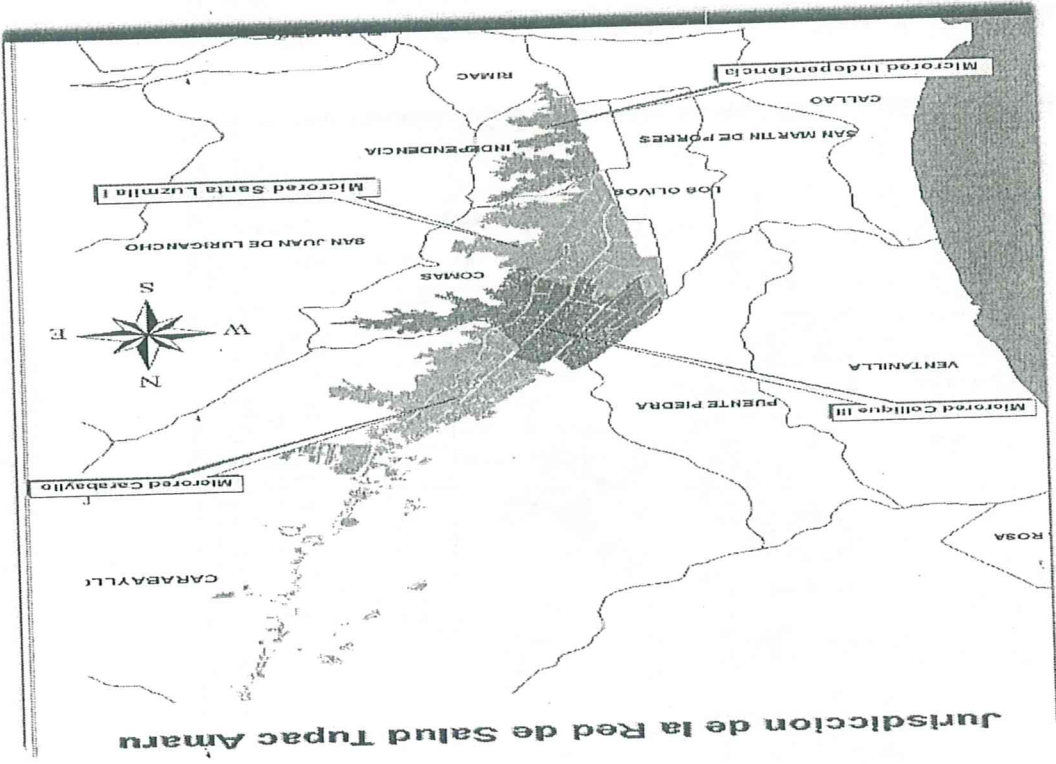 Jurisdiccion de la Red de Salud Tupac Amaru
CARABAYLL
ROSA
Microred Carabayllo
Microred Collique III
PUENTE PIEDRA
N
VENTANILLA
W E
S
COMAS
SAN JUAN DE LURIGANCHO
LOS OLIVOS
Microred Santa Luzmila I
INDEPENDENCIA
SAN MARTIN DE PORRES
CALLAO
RIMAC
Microred Independencia